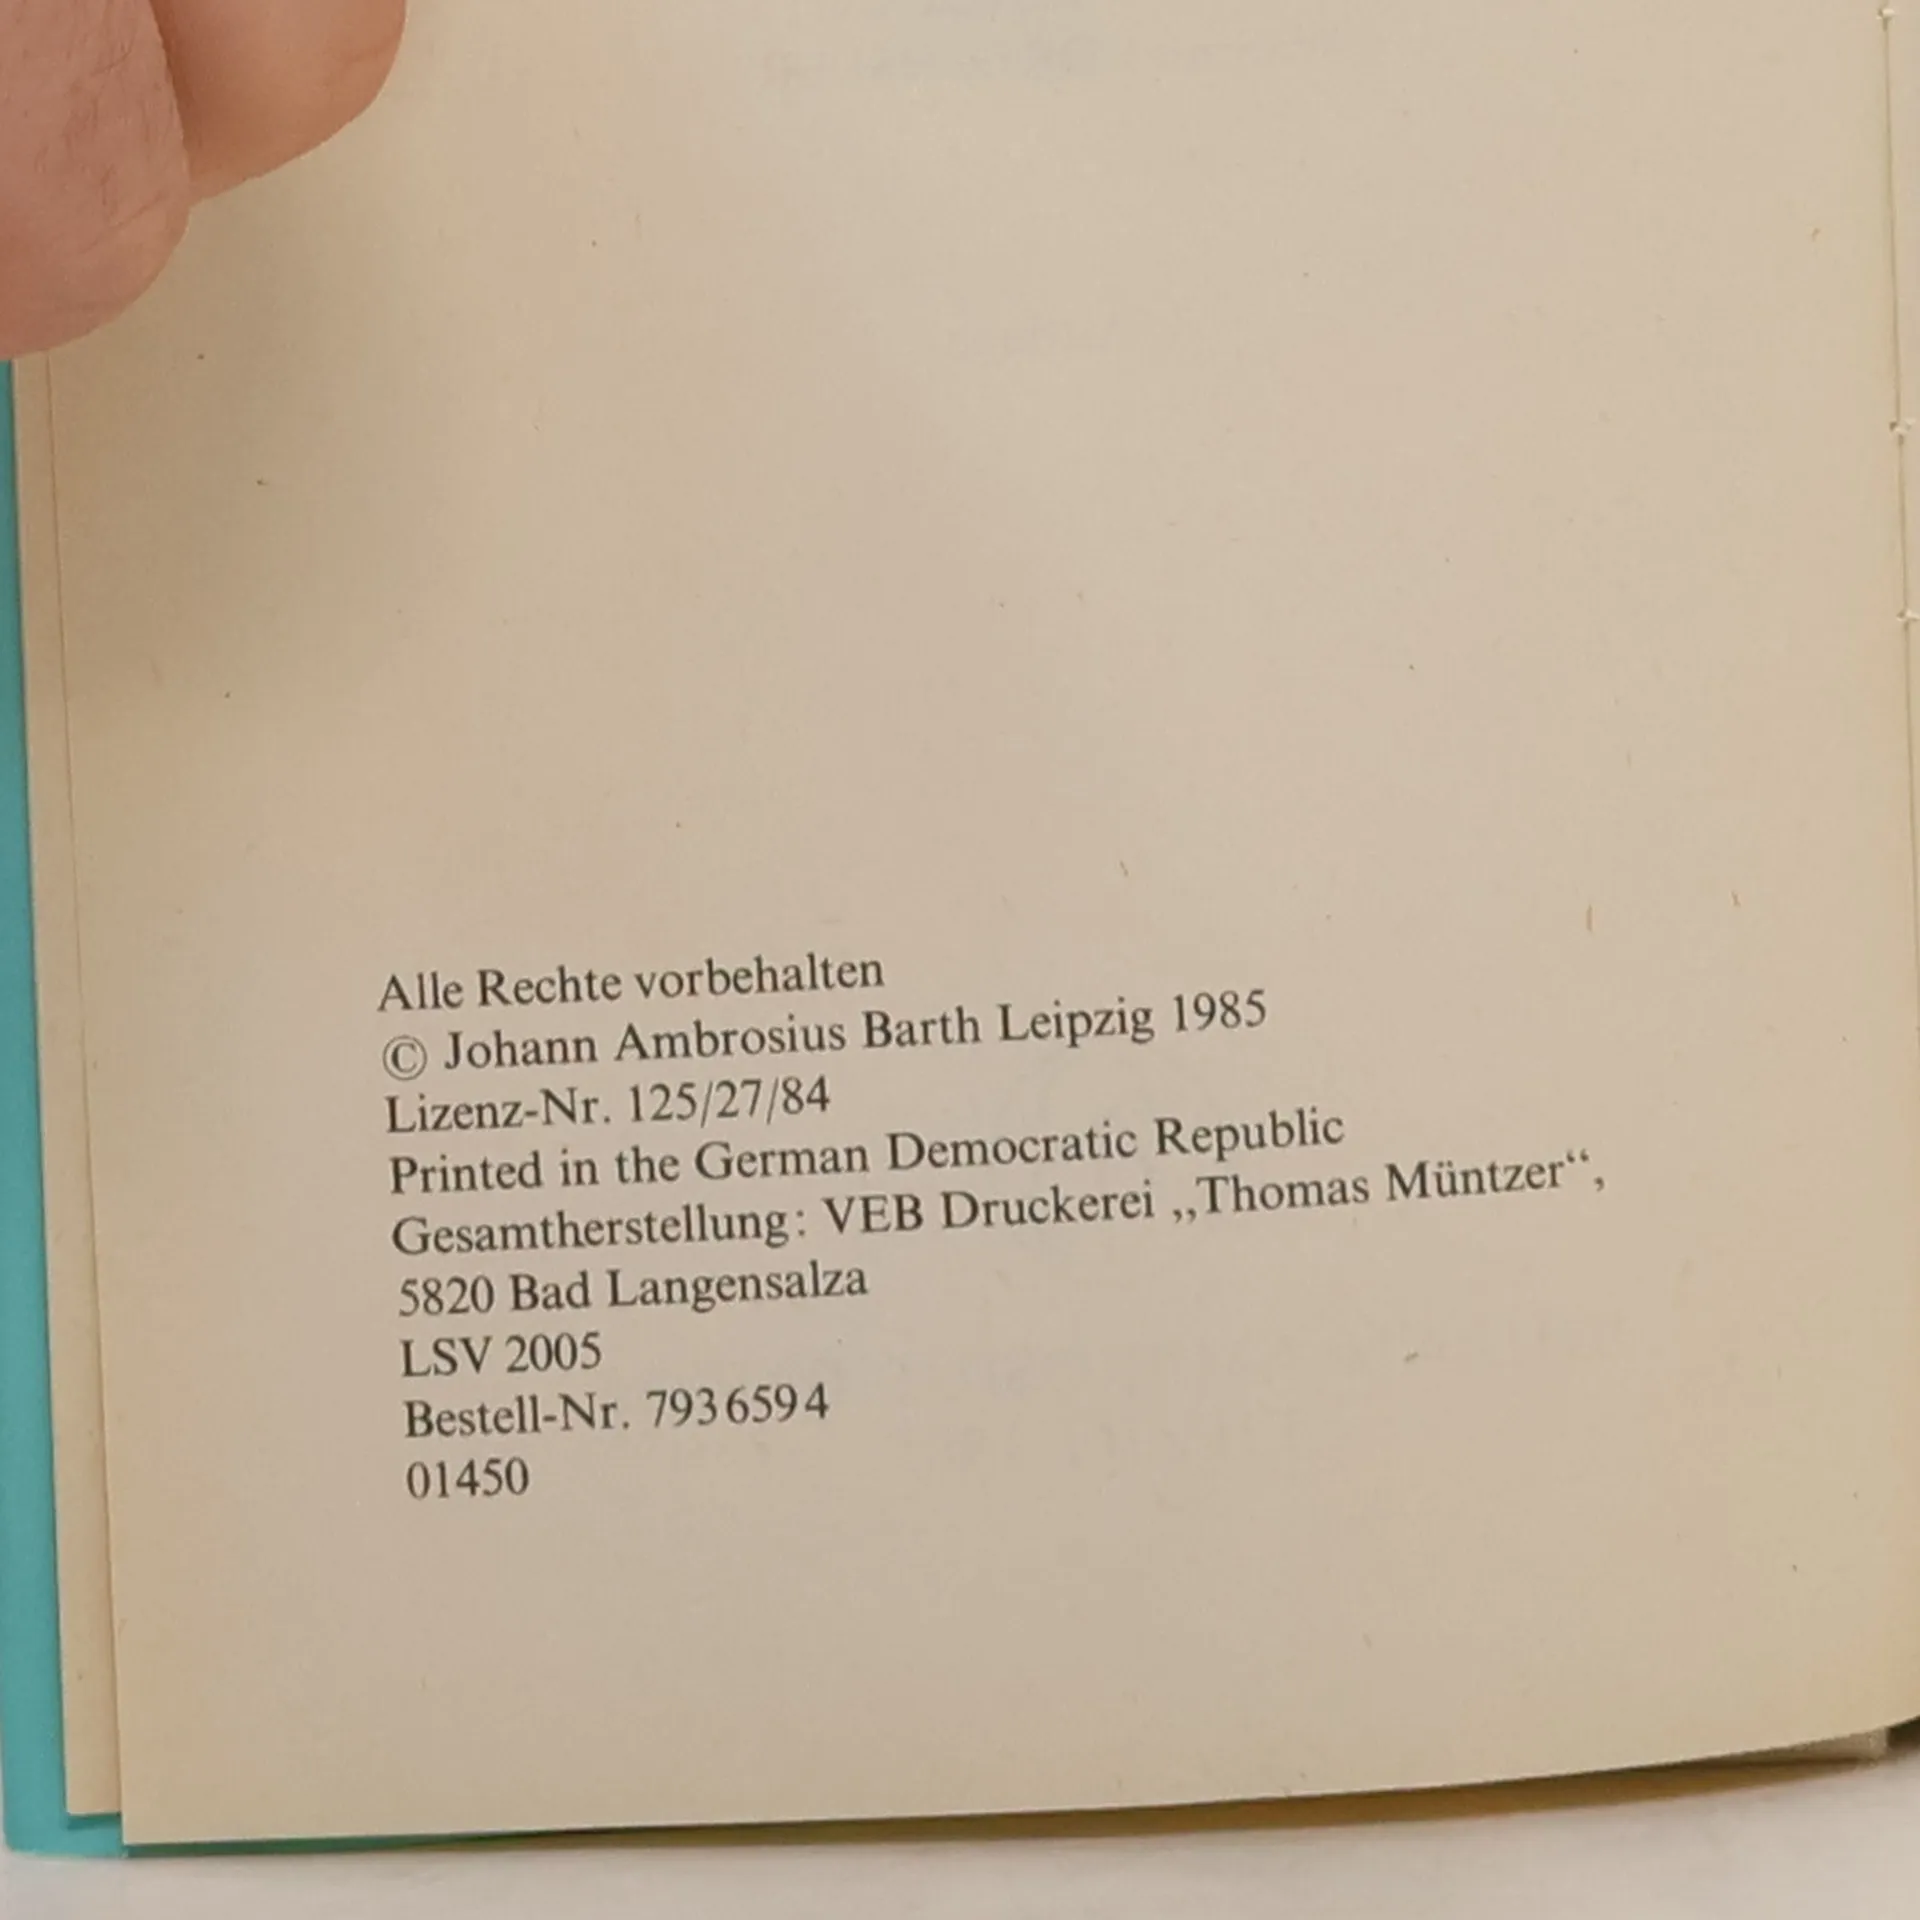 Alle Rechte vorbehalten
© Johann Ambrosius Barth Leipzig 1985
Lizenz-Nr. 125/27/84
Printed in the German Democratic Republic
Gesamtherstellung: VEB Druckerei „Thomas Müntzer“,
5820 Bad Langensalza
LSV 2005
Bestell-Nr. 793 659 4
01450